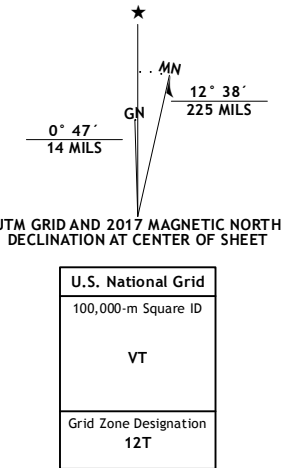 ★
MN
12° 38´
225 MILS
GN
0° 47´
14 MILS
UTM GRID AND 2017 MAGNETIC NORTH
DECLINATION AT CENTER OF SHEET
U.S. National Grid
100,000-m Square ID
VT
Grid Zone Designation
12T